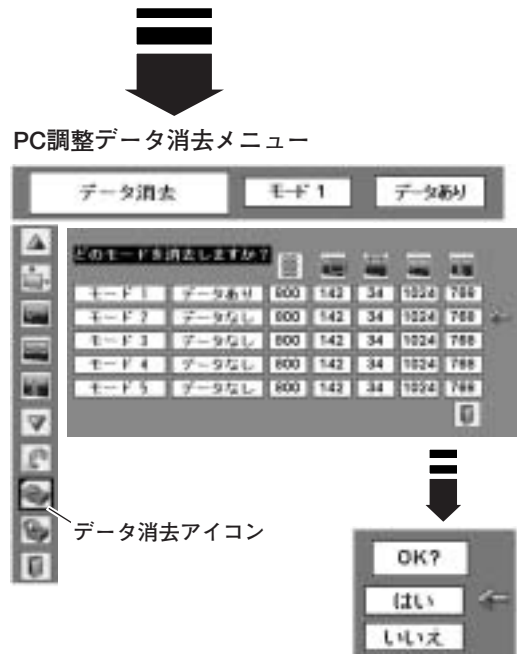 PC調整データ消去メニュー
データ消去 モード 1 データあり
どのモードを消去しますか?
モード 1 データあり 800 142 34 1024 768
モード 2 データなし 800 142 34 1024 768
モード 3 データなし 800 142 34 1024 768
モード 4 データなし 800 142 34 1024 768
モード 5 データなし 800 142 34 1024 768
データ消去アイコン
OK?
はい
いいえ